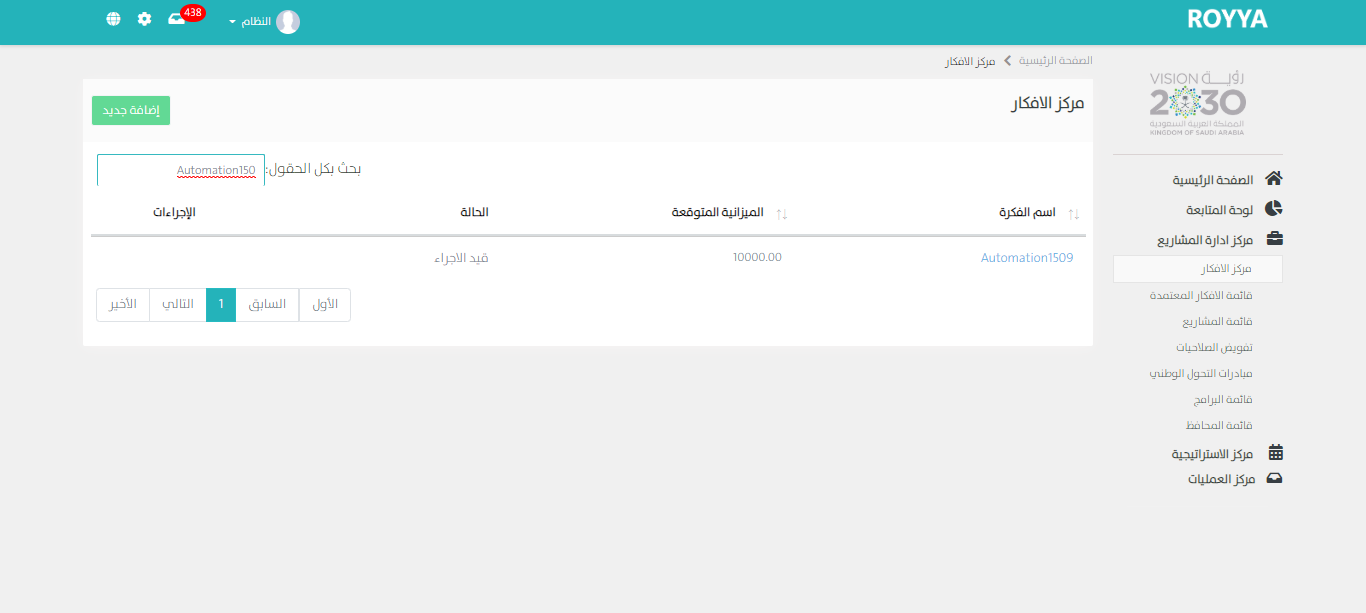 ROYYA
النظام
438
VISION رؤيــة
2030
المملكة العربية السعودية
KINGDOM OF SAUDI ARABIA
الصفحة الرئيسية
لوحة المتابعة
مركز ادارة المشاريع
مركز الافكار
قائمة الافكار المعتمدة
قائمة المشاريع
تفويض الصلاحيات
مبادرات التحول الوطني
قائمة البرامج
قائمة المحافظ
مركز الاستراتيجية
مركز العمليات
الصفحة الرئيسية مركز الافكار
مركز الافكار
إضافة جديد
بحث بكل الحقول: Automation150
اسم الفكرة الميزانية المتوقعة الحالة الإجراءات
Automation1509 10000.00 قيد الاجراء
الأول السابق 1 التالي الأخير